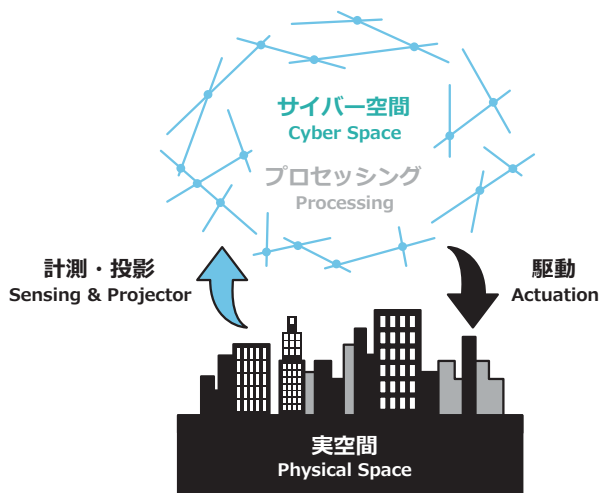 サイバー空間
Cyber Space
プロセッシング
Processing
計測・投影
Sensing & Projector
駆動
Actuation
実空間
Physical Space